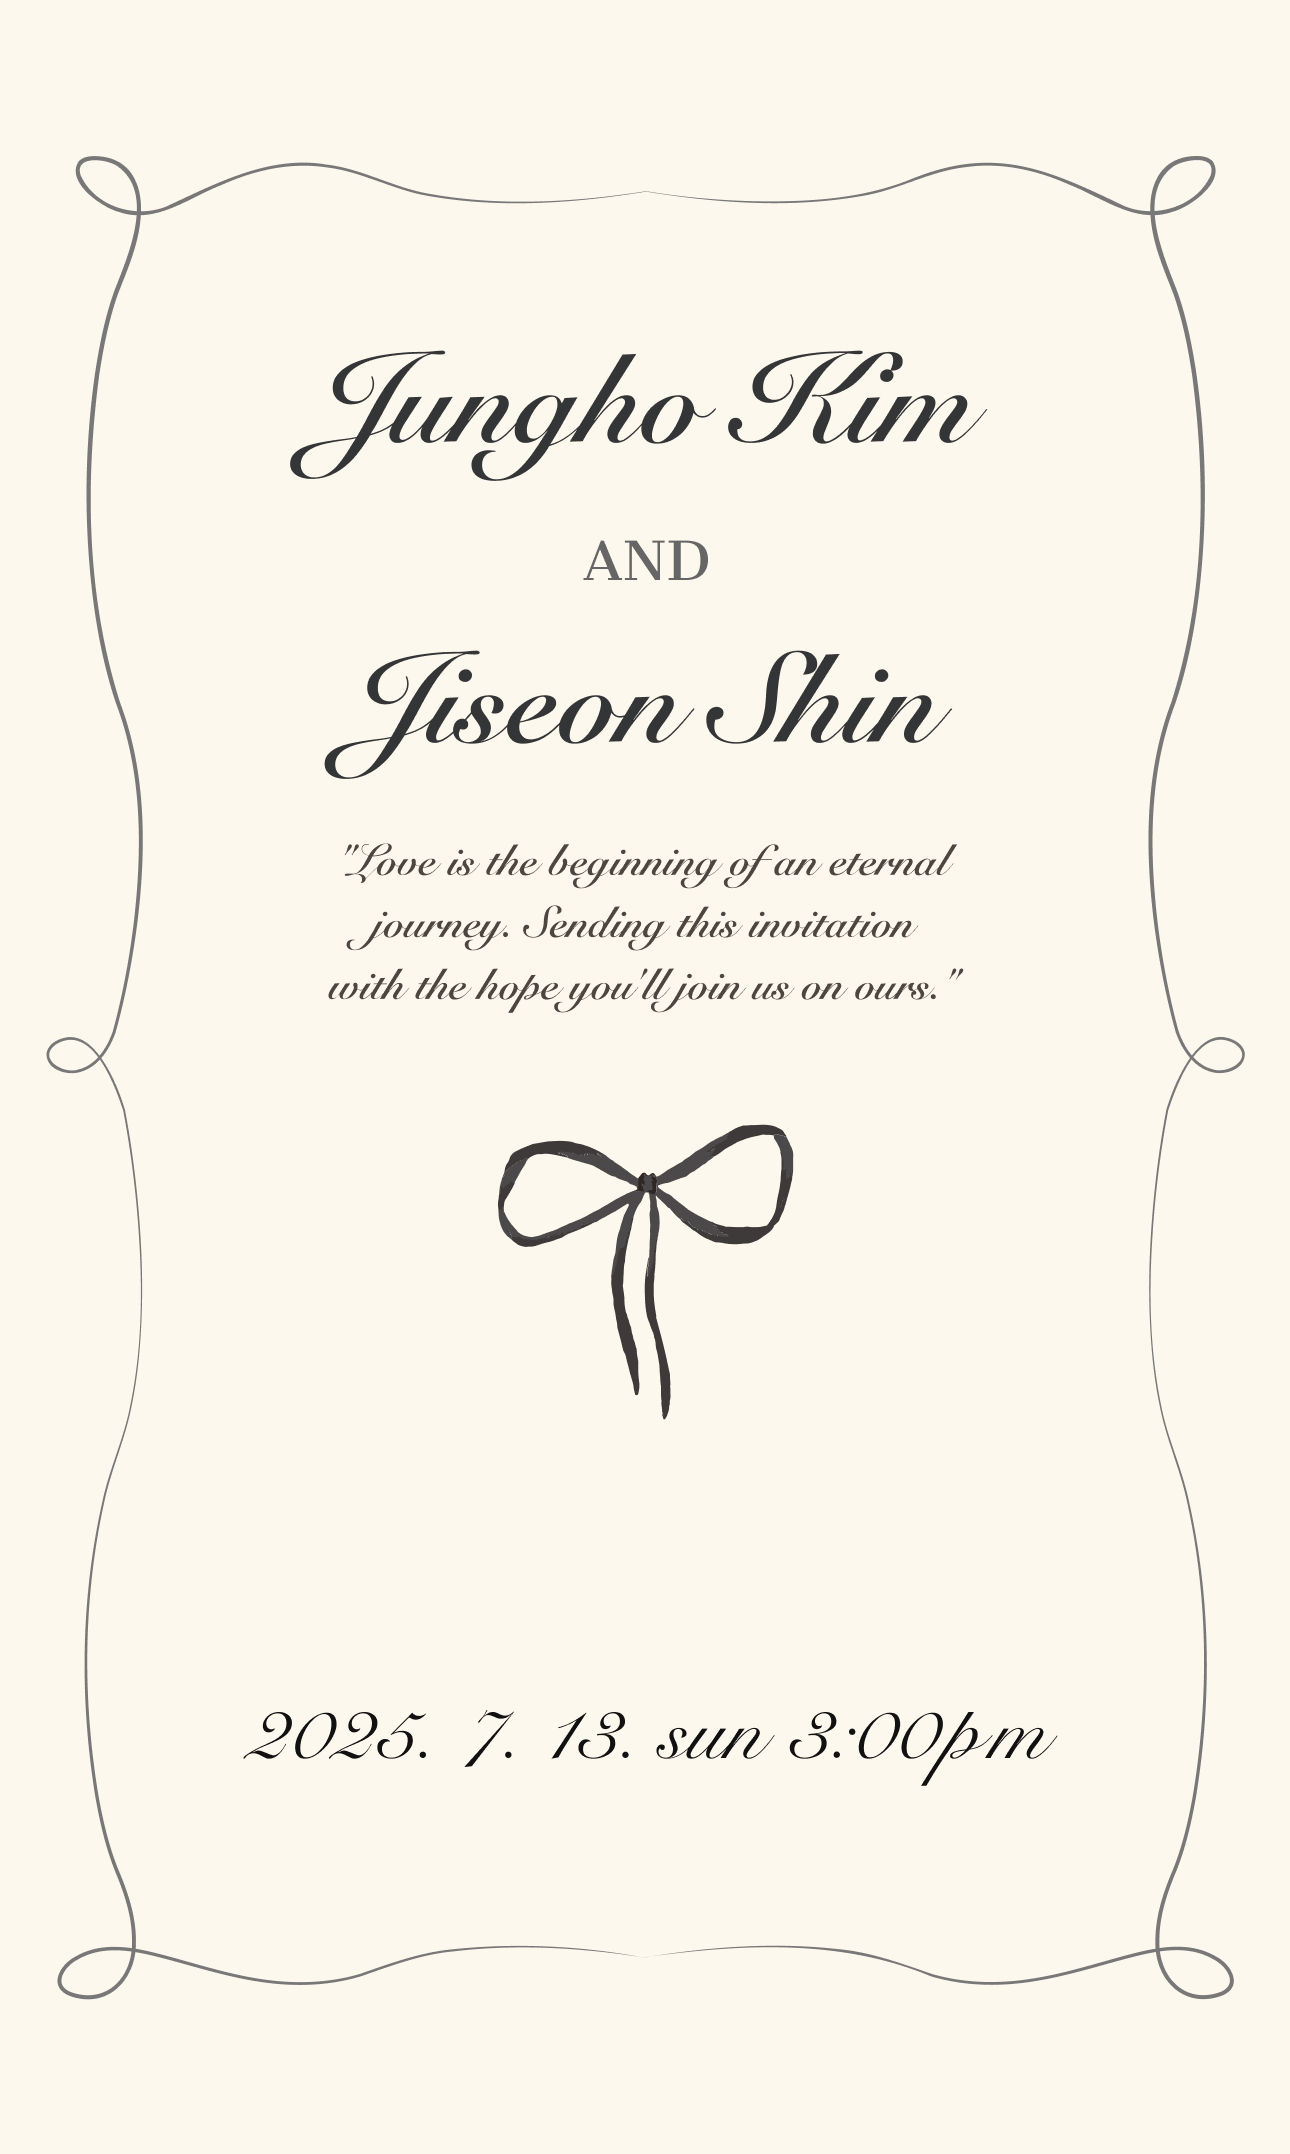 Jungho Kim
AND
Jiseon Shin
"Love is the beginning of an eternal
journey. Sending this invitation
with the hope you'll join us on ours."
2025. 7. 13. sun 3:00pm